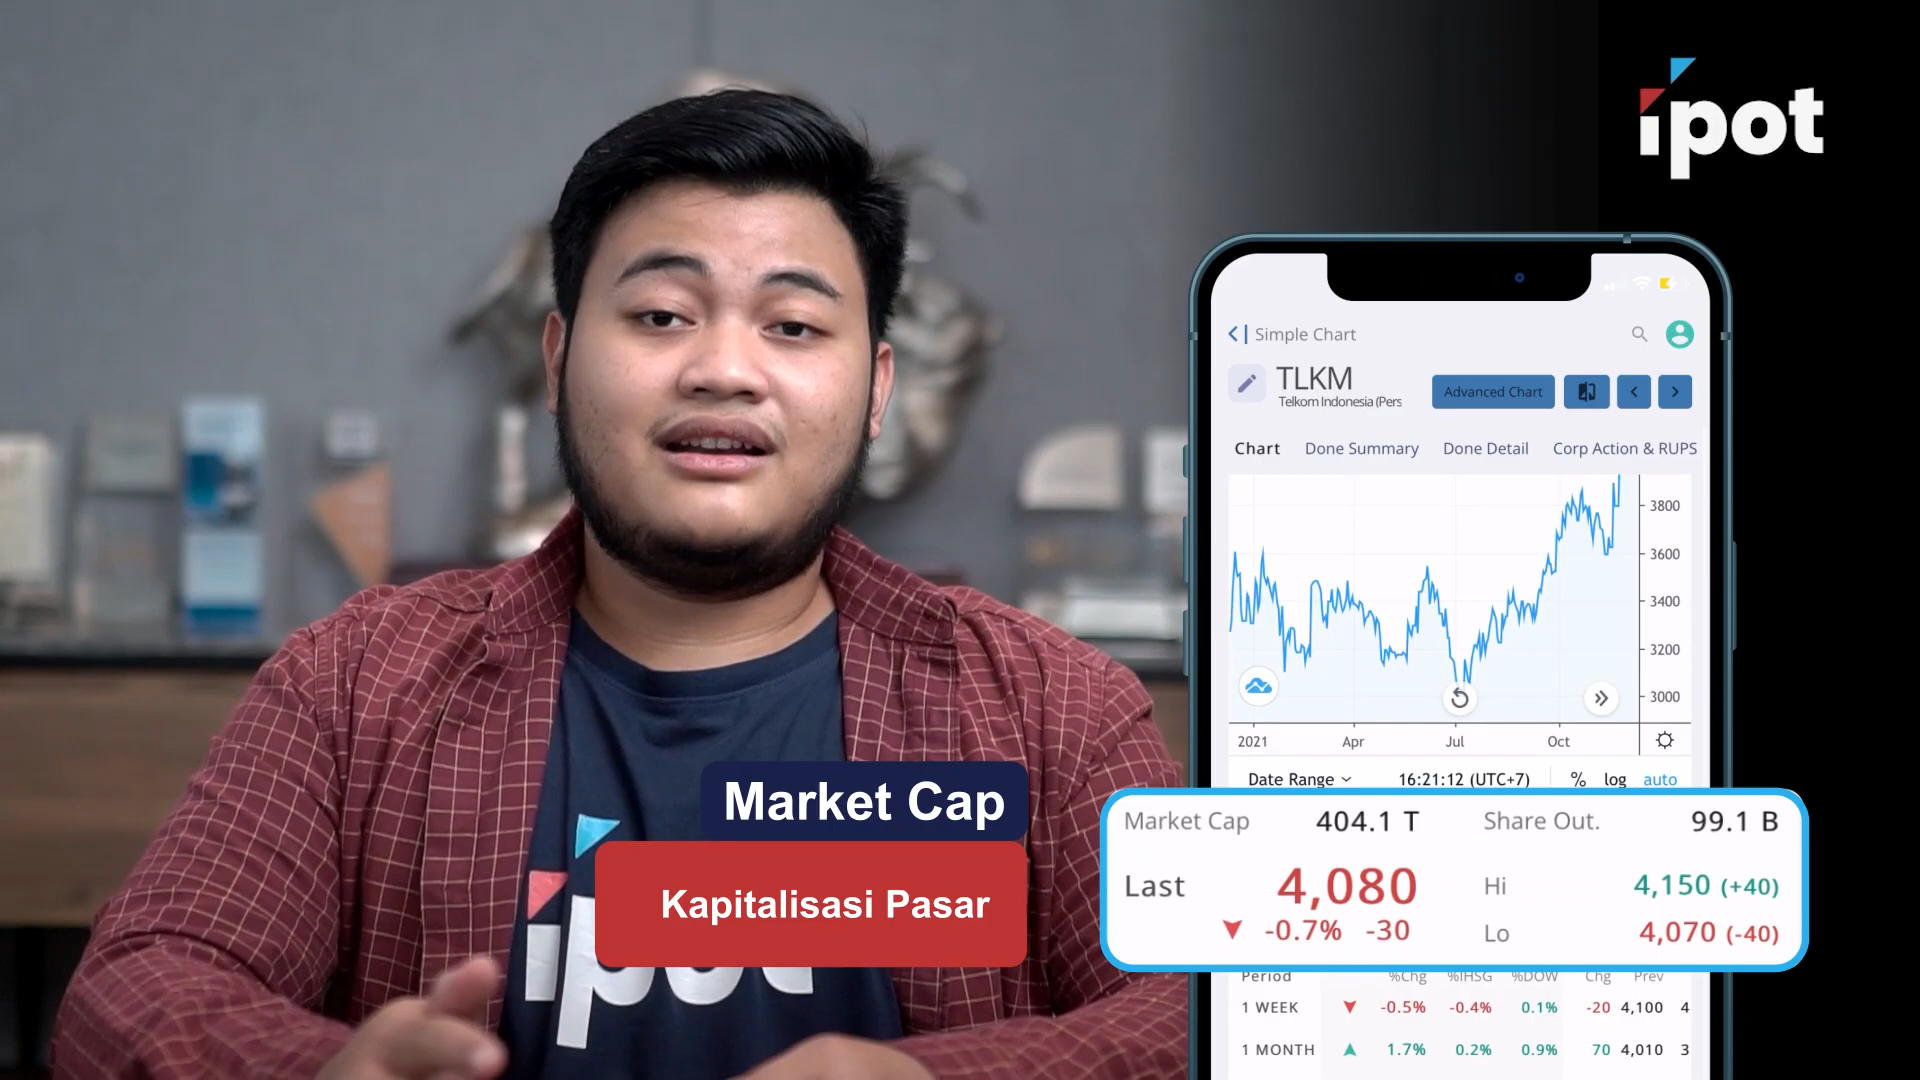 ipot
Simple Chart
TLKM
Telkom Indonesia (Pers
Advanced Chart
Chart Done Summary Done Detail Corp Action & RUPS
3800
3600
3400
3200
3000
2021 Apr Jul Oct
Date Range 16:21:12 (UTC+7) % log auto
Market Cap
Kapitalisasi Pasar
ipot
Market Cap 404.1 T Share Out. 99.1 B
Last 4,080 Hi 4,150 (+40)
-0.7% -30 Lo 4,070 (-40)
Period %Chg %IHSG %DOW Chg Prev
1 WEEK -0.5% -0.4% 0.1% -20 4,100 4
1 MONTH 1.7% 0.2% 0.9% 70 4,010 3